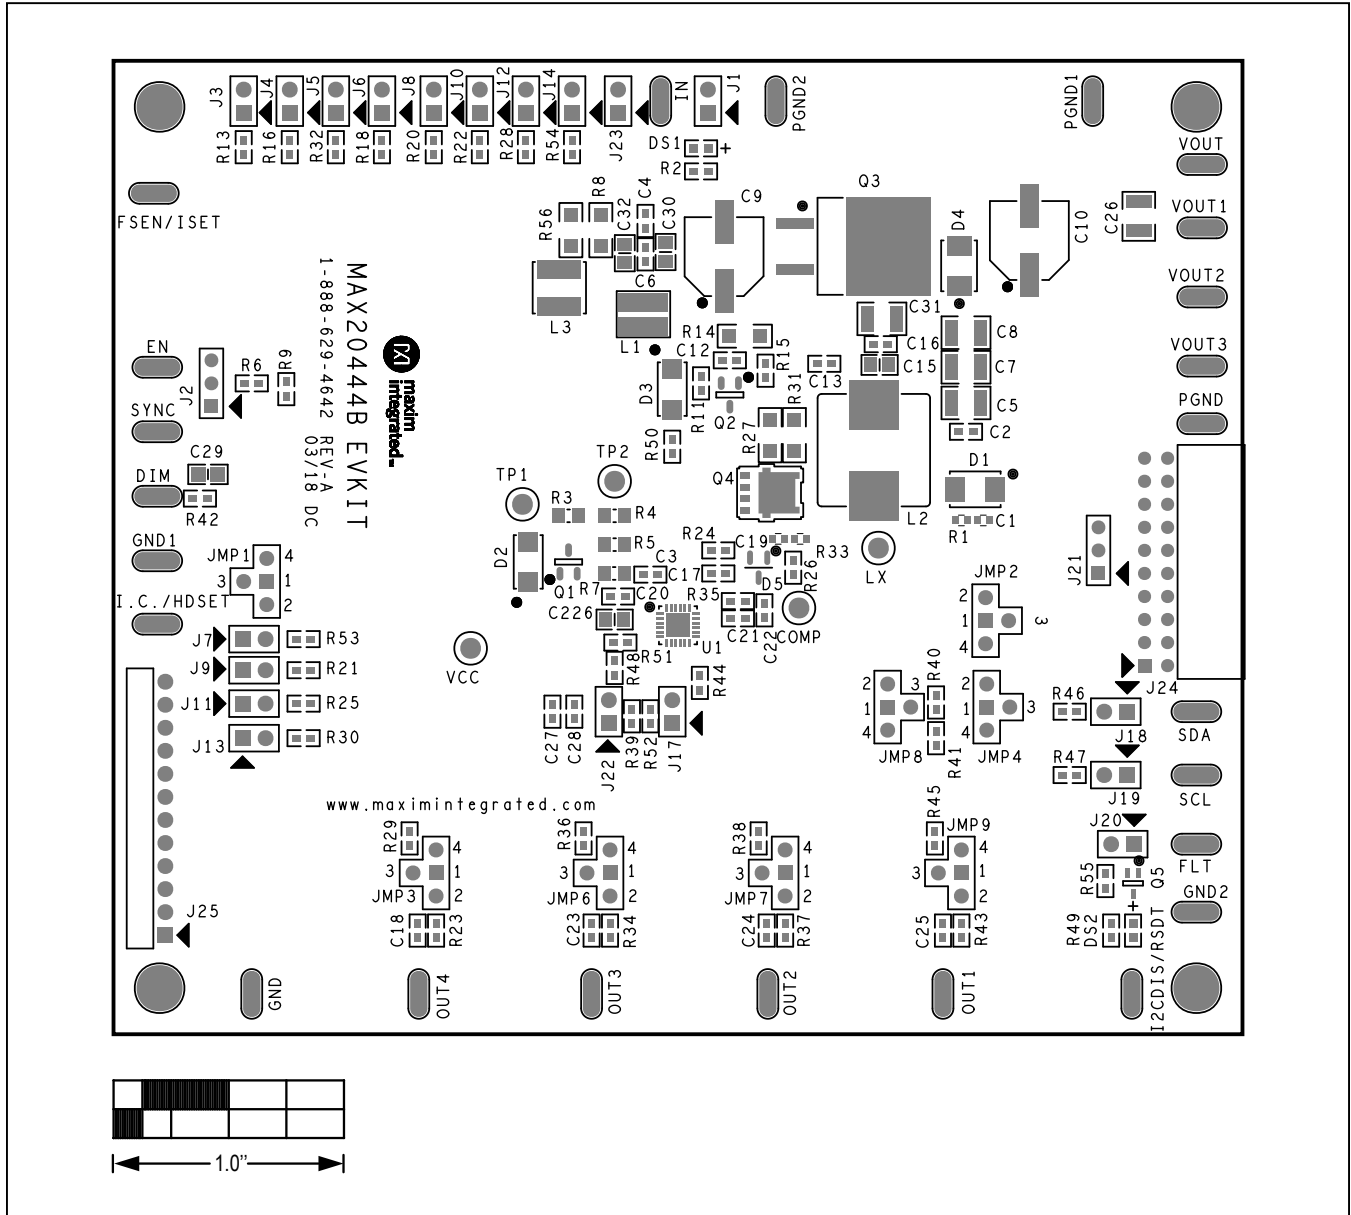 J3
J4
J5
J6
J8
J10
J12
J14
J23
IN
J1
PGND2
PGND1
R13
R16
R32
R18
R20
R22
R28
R54
DS1
+
R2
VOUT
FSEN/ISET
R56
R8
C32
C4
C30
C9
Q3
D4
C10
C26
VOUT1
C6
VOUT2
L3
L1
R14
C31
C8
C16
MAX20444B EVKIT
1-888-629-4642 REV-A
03/18 DC
maxim
integrated™
EN
J2
R6
R9
C12
R15
C15
C7
VOUT3
D3
R11
Q2
C13
R31
SYNC
C5
PGND
R50
R27
C2
C29
TP2
D1
DIM
TP1
Q4
R42
R3
R4
L2
C1
R1
GND1
JMP1
4
3
1
2
D2
R5
R24
C19
R33
LX
J21
Q1
R7
C3
C17
D5
R26
JMP2
2
1
3
4
I.C./HDSET
C20
R35
C226
C21
C22
COMP
J7
R53
U1
R51
R48
R44
VCC
J9
R21
R40
J24
J11
R25
2
3
1
4
JMP8
2
1
3
4
JMP4
R46
J18
SDA
J13
R30
C27
C28
J22
R39
R52
J17
R41
R47
J19
SCL
www.maximintegrated.com
R29
4
3
1
JMP3
2
R36
4
3
1
JMP6
2
R38
4
3
1
JMP7
2
R45
JMP9
4
3
1
2
J20
FLT
R55
Q5
GND2
+
J25
C18
R23
C23
R34
C24
R37
C25
R43
R49
DS2
I2CDIS/RSDT
GND
OUT4
OUT3
OUT2
OUT1
1.0”